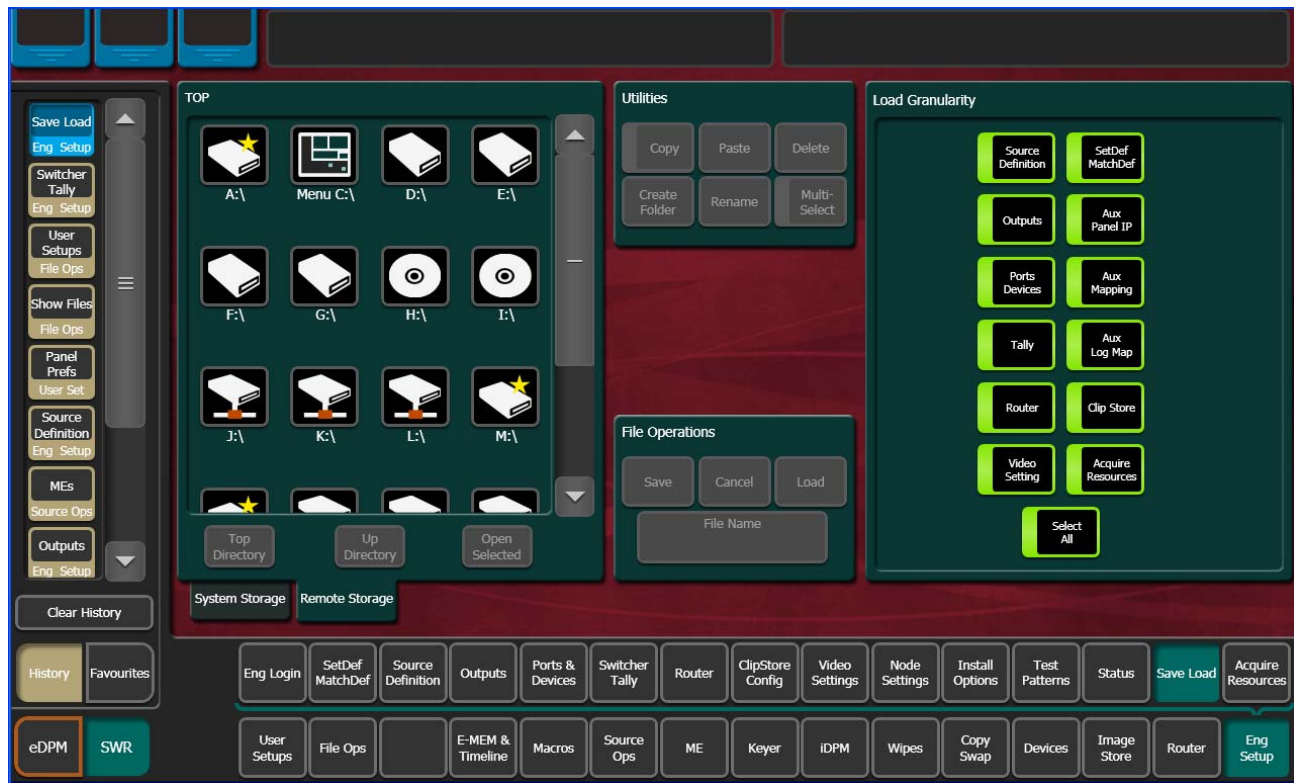 Save Load
Eng Setup
Switcher
Tally
Eng Setup
User
Setups
File Ops
Show Files
File Ops
Panel
Prefs
User Set
Source
Definition
Eng Setup
MEs
Source Ops
Outputs
Eng Setup
Clear History
History
Favourites
eDPM
SWR
TOP
A:\
Menu C:\
D:\
E:\
F:\
G:\
H:\
I:\
J:\
K:\
L:\
M:\
Top
Directory
Up
Directory
Open
Selected
System Storage
Remote Storage
Utilities
Copy
Paste
Delete
Create
Folder
Rename
Multi-
Select
File Operations
Save
Cancel
Load
File Name
Load Granularity
Source
Definition
SetDef
MatchDef
Outputs
Aux
Panel IP
Ports
Devices
Aux
Mapping
Tally
Aux
Log Map
Router
Clip Store
Video
Setting
Acquire
Resources
Select
All
Eng Login
SetDef
MatchDef
Source
Definition
Outputs
Ports &
Devices
Switcher
Tally
Router
ClipStore
Config
Video
Settings
Node
Settings
Install
Options
Test
Patterns
Status
Save Load
Acquire
Resources
User
Setups
File Ops
E-MEM &
Timeline
Macros
Source
Ops
ME
Keyer
iDPM
Wipes
Copy
Swap
Devices
Image
Store
Router
Eng
Setup